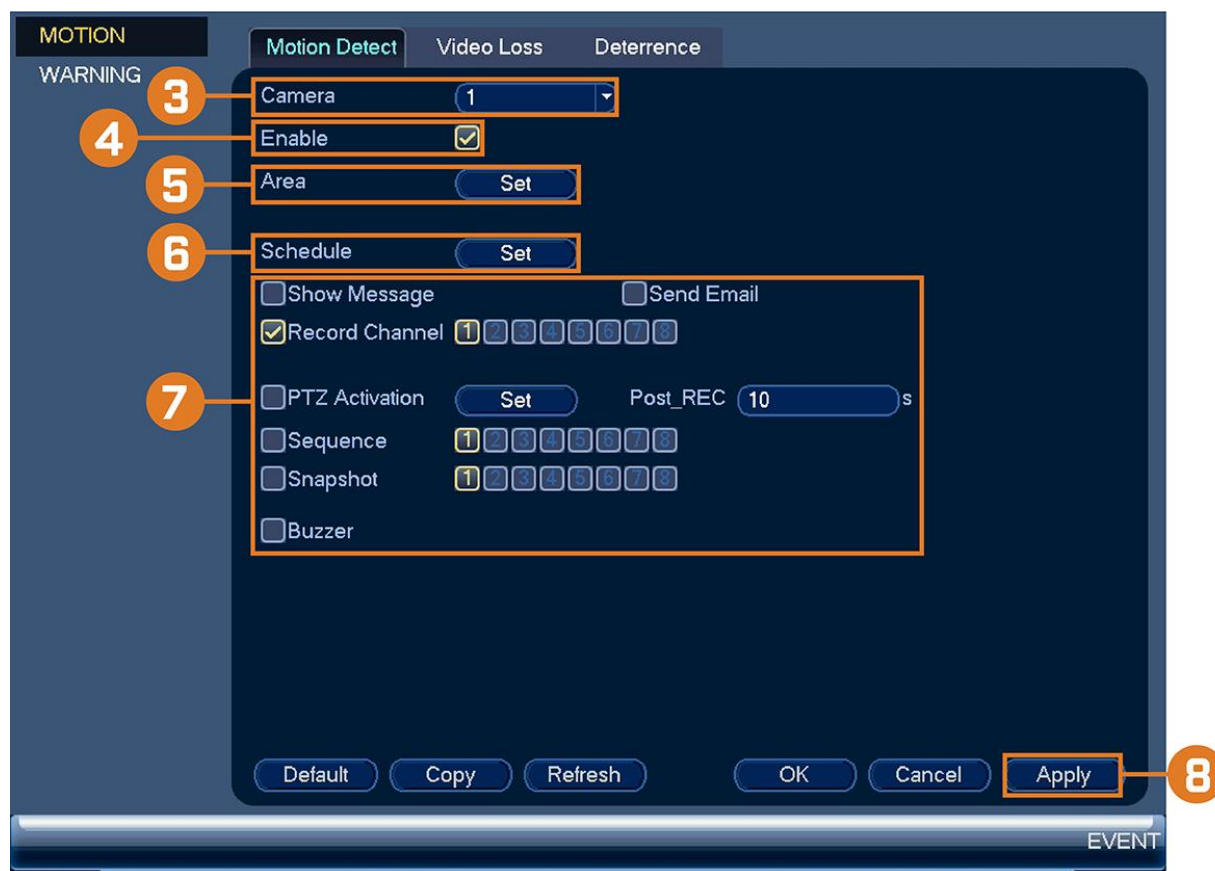 MOTION
WARNING
Motion Detect Video Loss Deterrence
3 Camera 1
4 Enable
5 Area Set
6 Schedule Set
Show Message Send Email
Record Channel 1 2 3 4 5 6 7 8
7 PTZ Activation Set Post_REC 10 s
Sequence 1 2 3 4 5 6 7 8
Snapshot 1 2 3 4 5 6 7 8
Buzzer
Default Copy Refresh OK Cancel Apply 8
EVENT